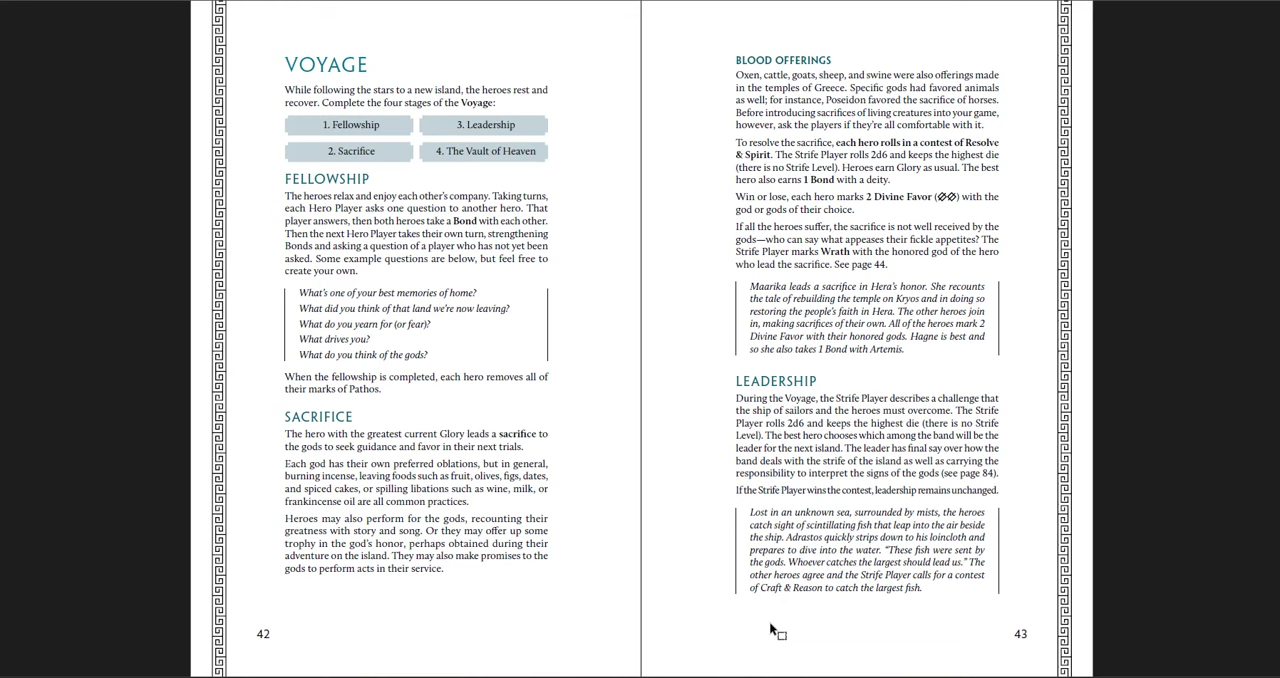 VOYAGE
While following the stars to a new island, the heroes rest and
recover. Complete the four stages of the Voyage:
1. Fellowship
3. Leadership
2. Sacrifice
4. The Vault of Heaven
FELLOWSHIP
The heroes relax and enjoy each other's company. Taking turns,
each Hero Player asks one question to another hero. That
player answers, then both heroes take a Bond with each other.
Then the next Hero Player takes their own turn, strengthening
Bonds and asking a question of a player who has not yet been
asked. Some example questions are below, but feel free to
create your own.
What's one of your best memories of home?
What did you think of that land we're now leaving?
What do you yearn for (or fear)?
What drives you?
What do you think of the gods?
When the fellowship is completed, each hero removes all of
their marks of Pathos.
SACRIFICE
The hero with the greatest current Glory leads a sacrifice to
the gods to seek guidance and favor in their next trials.
Each god has their own preferred oblations, but in general,
burning incense, leaving foods such as fruit, olives, figs, dates,
and spiced cakes, or spilling libations such as wine, milk, or
frankincense oil are all common practices.
Heroes may also perform for the gods, recounting their
greatness with story and song. Or they may offer up some
trophy in the god's honor, perhaps obtained during their
adventure on the island. They may also make promises to the
gods to perform acts in their service.
42
BLOOD OFFERINGS
Oxen, cattle, goats, sheep, and swine were also offerings made
in the temples of Greece. Specific gods had favored animals
as well; for instance, Poseidon favored the sacrifice of horses.
Before introducing sacrifices of living creatures into your game,
however, ask the players if they're all comfortable with it.
To resolve the sacrifice, each hero rolls in a contest of Resolve
& Spirit. The Strife Player rolls 2d6 and keeps the highest die
(there is no Strife Level). Heroes earn Glory as usual. The best
hero also earns 1 Bond with a deity.
Win or lose, each hero marks 2 Divine Favor () with the
god or gods of their choice.
If all the heroes suffer, the sacrifice is not well received by the
gods—who can say what appeases their fickle appetites? The
Strife Player marks Wrath with the honored god of the hero
who lead the sacrifice. See page 44.
Maarika leads a sacrifice in Hera's honor. She recounts
the tale of rebuilding the temple on Kryos and in doing so
restoring the people's faith in Hera. The other heroes join
in, making sacrifices of their own. All of the heroes mark 2
Divine Favor with their honored gods. Hagne is best and
so she also takes 1 Bond with Artemis.
LEADERSHIP
During the Voyage, the Strife Player describes a challenge that
the ship of sailors and the heroes must overcome. The Strife
Player rolls 2d6 and keeps the highest die (there is no Strife
Level). The best hero chooses which among the band will be the
leader for the next island. The leader has final say over how the
band deals with the strife of the island as well as carrying the
responsibility to interpret the signs of the gods (see page 84).
If the Strife Player wins the contest, leadership remains unchanged.
Lost in an unknown sea, surrounded by mists, the heroes
catch sight of scintillating fish that leap into the air beside
the ship. Adrastos quickly strips down to his loincloth and
prepares to dive into the water. "These fish were sent by
the gods. Whoever catches the largest should lead us." The
other heroes agree and the Strife Player calls for a contest
of Craft & Reason to catch the largest fish.
43